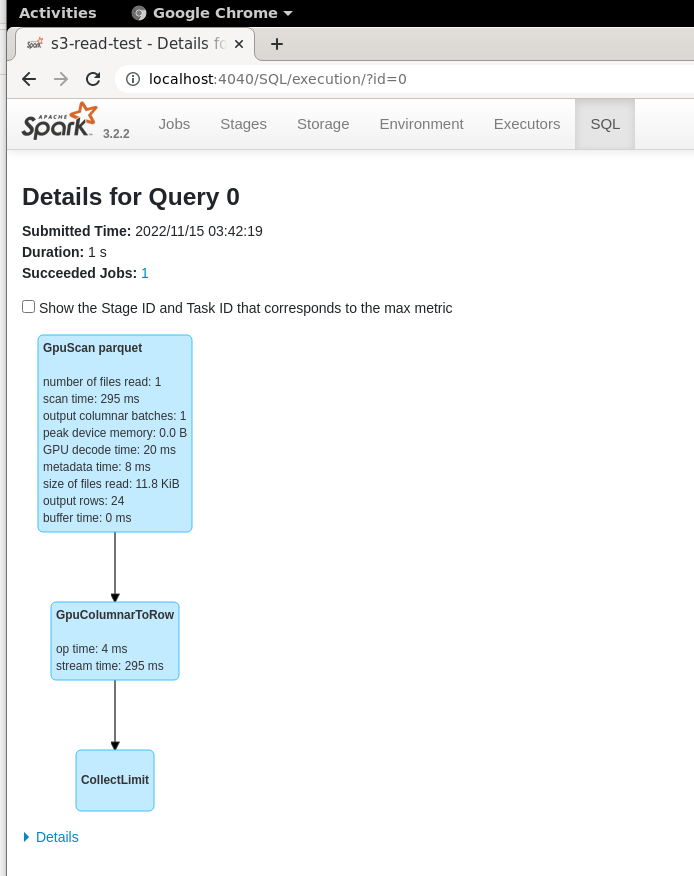 Activities Google Chrome
s3-read-test - Details fo
localhost:4040/SQL/execution/?id=0
APACHE Spark 3.2.2 Jobs Stages Storage Environment Executors SQL
Details for Query 0
Submitted Time: 2022/11/15 03:42:19
Duration: 1 s
Succeeded Jobs: 1
Show the Stage ID and Task ID that corresponds to the max metric
GpuScan parquet
number of files read: 1
scan time: 295 ms
output columnar batches: 1
peak device memory: 0.0 B
GPU decode time: 20 ms
metadata time: 8 ms
size of files read: 11.8 KiB
output rows: 24
buffer time: 0 ms
GpuColumnarToRow
op time: 4 ms
stream time: 295 ms
CollectLimit
Details